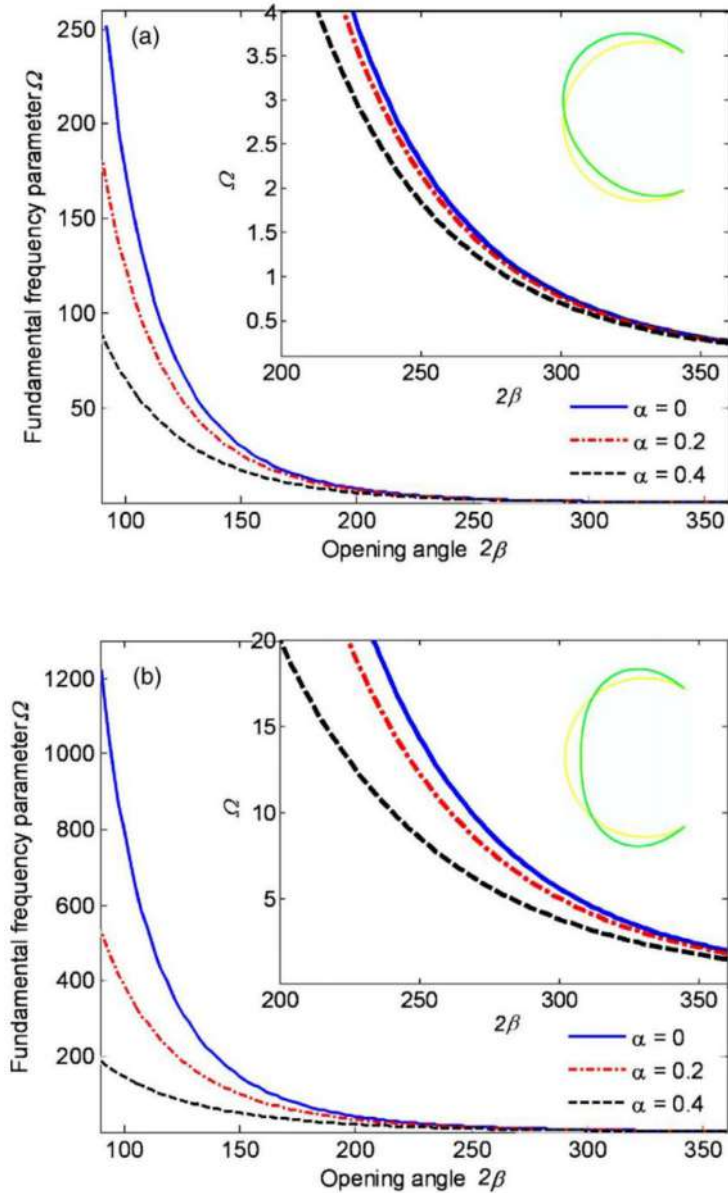 (a)
Fundamental frequency parameter Ω
250
200
150
100
50
100 150 200 250 300 350
Opening angle 2β
Ω
4
3.5
3
2.5
2
1.5
1
0.5
200 250 300 350
2β
α = 0
α = 0.2
α = 0.4
(b)
Fundamental frequency parameter Ω
1200
1000
800
600
400
200
100 150 200 250 300 350
Opening angle 2β
Ω
20
15
10
5
200 250 300 350
2β
α = 0
α = 0.2
α = 0.4